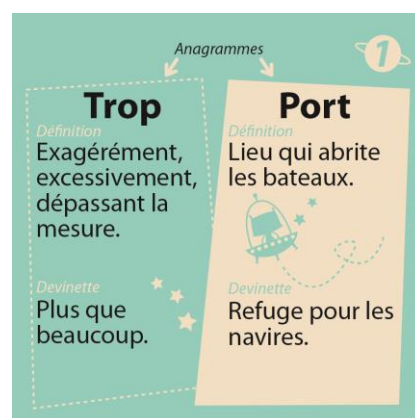 Anagrammes
1
Trop
Définition
Exagérément,
excessivement,
dépassant la
mesure.
Devinette
Plus que
beaucoup.
Port
Définition
Lieu qui abrite
les bateaux.
Devinette
Refuge pour les
navires.